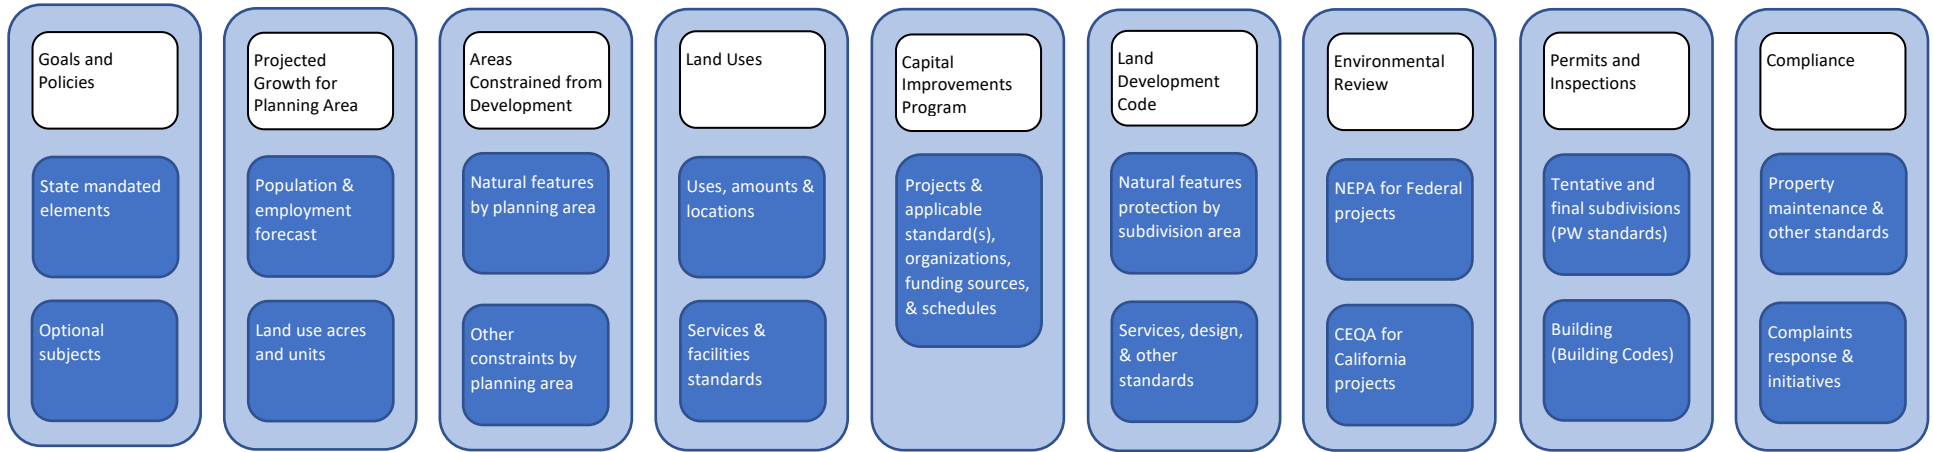 Goals and
Policies
State mandated
elements
Optional
subjects
Projected
Growth for
Planning Area
Population &
employment
forecast
Land use acres
and units
Areas
Constrained from
Development
Natural features
by planning area
Other
constraints by
planning area
Land Uses
Uses, amounts &
locations
Services &
facilities
standards
Capital
Improvements
Program
Projects &
applicable
standard(s),
organizations,
funding sources,
& schedules
Land
Development
Code
Natural features
protection by
subdivision area
Services, design,
& other
standards
Environmental
Review
NEPA for Federal
projects
CEQA for
California
projects
Permits and
Inspections
Tentative and
final subdivisions
(PW standards)
Building
(Building Codes)
Compliance
Property
maintenance &
other standards
Complaints
response &
initiatives